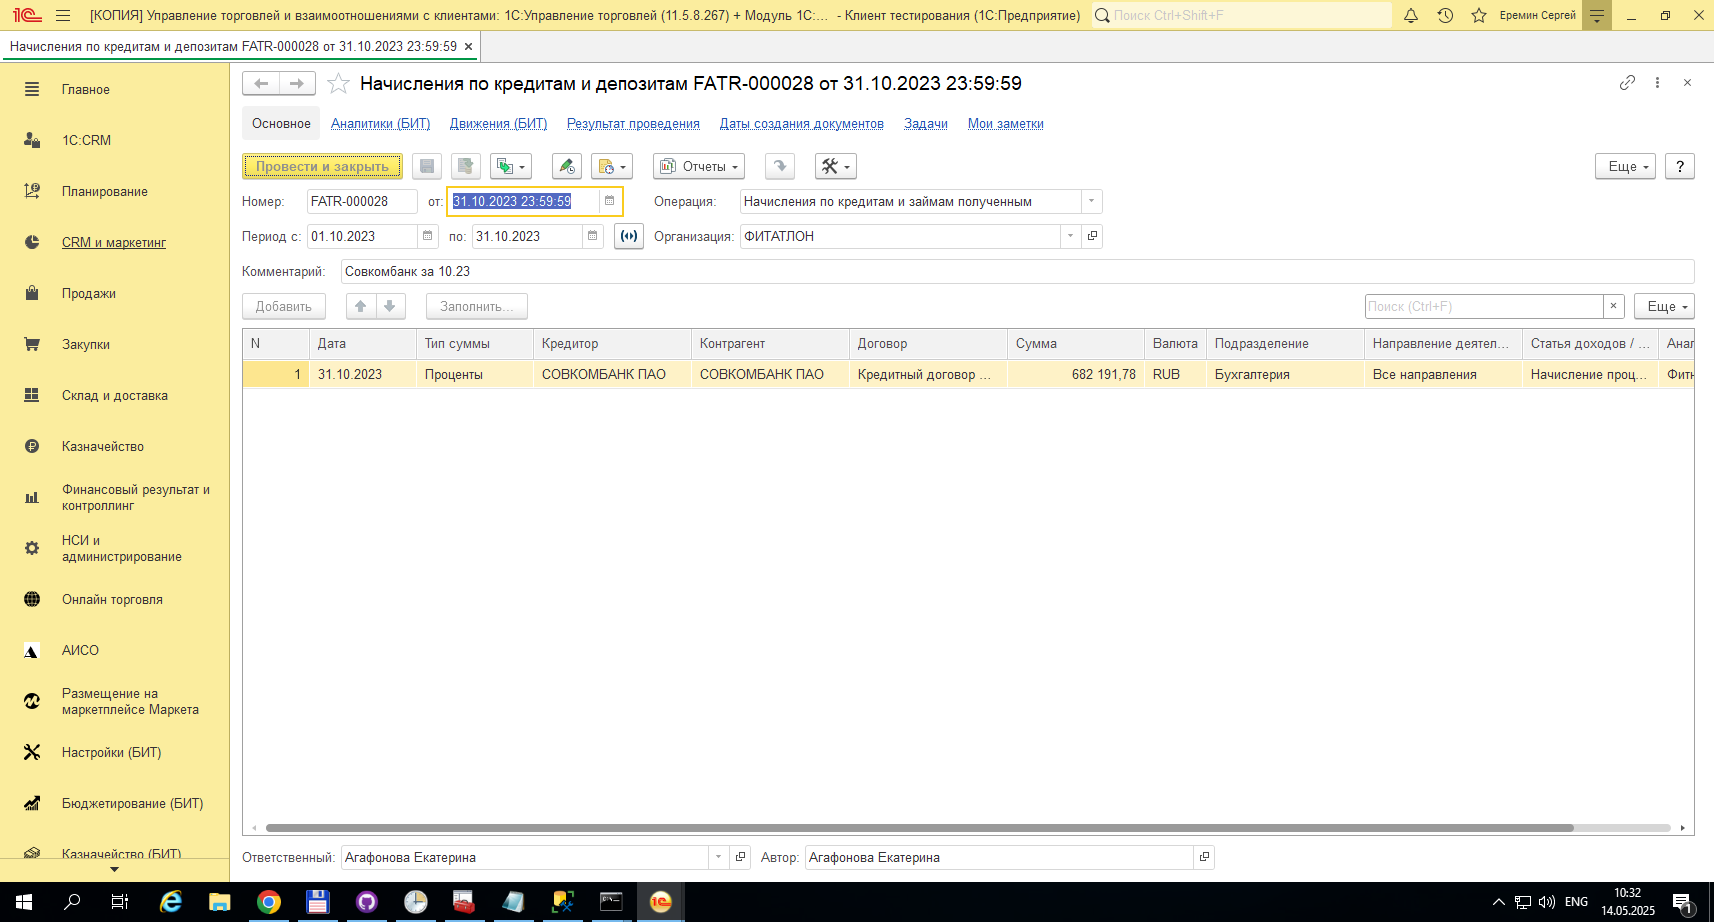 [КОПИЯ] Управление торговлей и взаимоотношениями с клиентами: 1С:Управление торговлей (11.5.8.267) + Модуль 1С:... - Клиент тестирования (1С:Предприятие)
Поиск Ctrl+Shift+F
Еремин Сергей
Начисления по кредитам и депозитам FATR-000028 от 31.10.2023 23:59:59
Главное
1C:CRM
Планирование
CRM и маркетинг
Продажи
Закупки
Склад и доставка
Казначейство
Финансовый результат и
контроллинг
НСИ и
администрирование
Онлайн торговля
АИСО
Размещение на
маркетплейсе Маркета
Настройки (БИТ)
Бюджетирование (БИТ)
Казначейство (БИТ)
Начисления по кредитам и депозитам FATR-000028 от 31.10.2023 23:59:59
Основное Аналитики (БИТ) Движения (БИТ) Результат проведения Даты создания документов Задачи Мои заметки
Провести и закрыть Отчеты Еще ?
Номер: FATR-000028 от: 31.10.2023 23:59:59 Операция: Начисления по кредитам и займам полученным
Период с: 01.10.2023 по: 31.10.2023 Организация: ФИТАТЛОН
Комментарий: Совкомбанк за 10.23
Добавить Заполнить... Поиск (Ctrl+F) × Еще
N Дата Тип суммы Кредитор Контрагент Договор Сумма Валюта Подразделение Направление деятел... Статья доходов / ... Анал
1 31.10.2023 Проценты СОВКОМБАНК ПАО СОВКОМБАНК ПАО Кредитный договор ... 682 191,78 RUB Бухгалтерия Все направления Начисление проц... Фитн
Ответственный: Агафонова Екатерина Автор: Агафонова Екатерина
ENG
10:32
14.05.2025
1